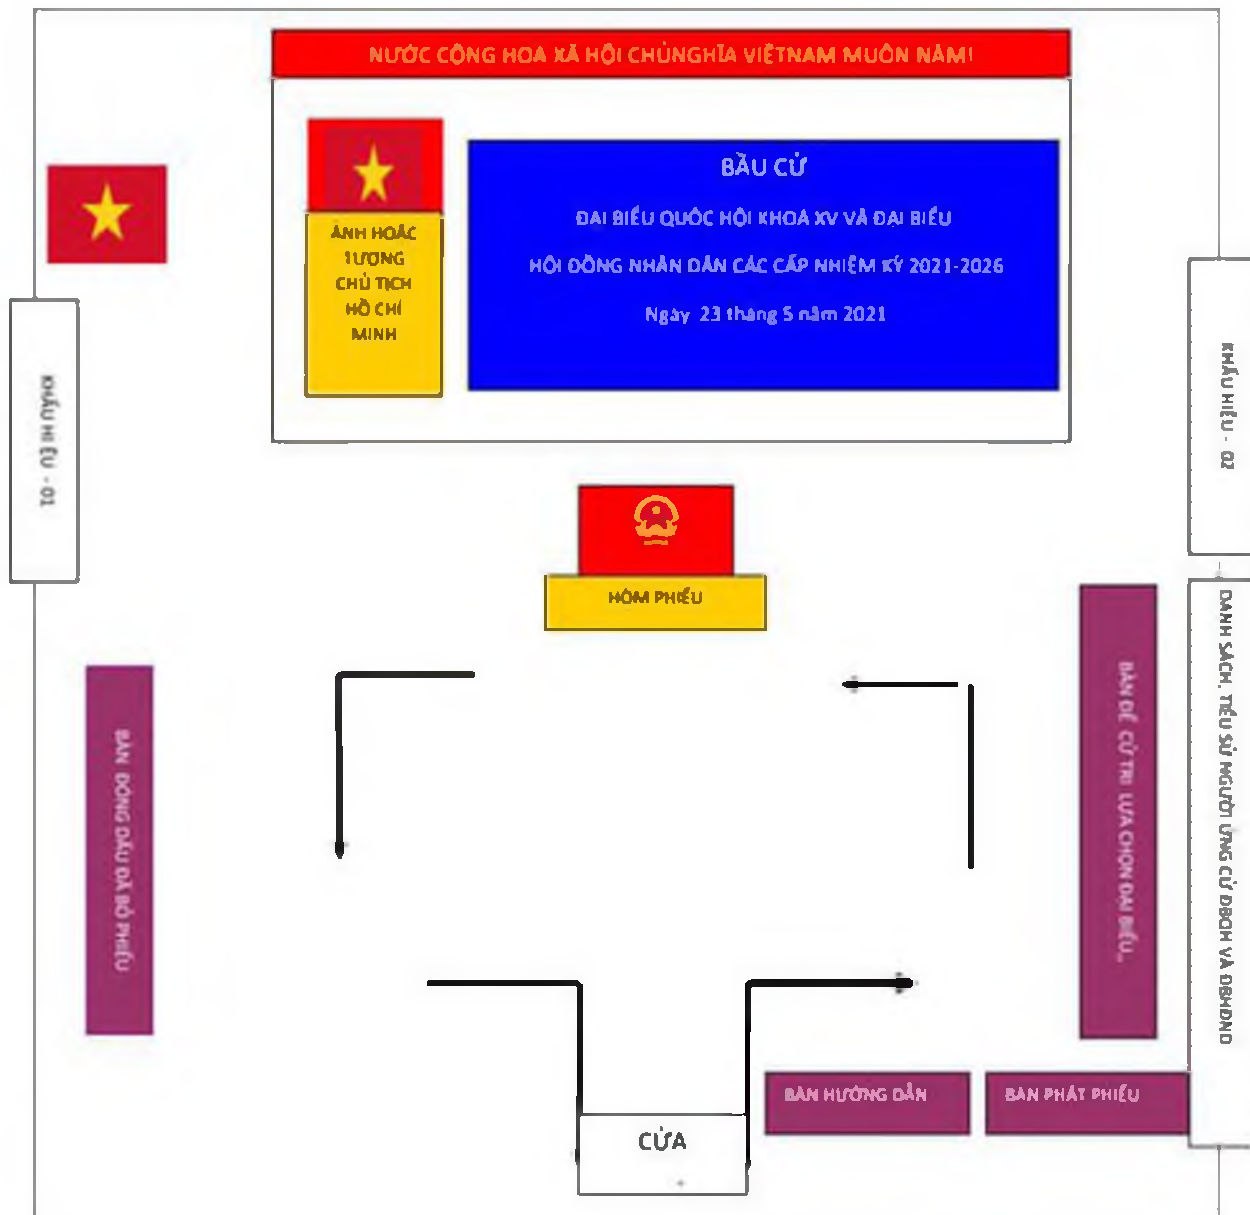 NƯỚC CỘNG HOA XÃ HỘI CHỦNGHĨA VIỆTNAM MUÔN NĂM!
BẦU CỬ
ĐẠI BIỂU QUỐC HỘI KHOÁ XV VÀ ĐẠI BIỂU
HỘI ĐỒNG NHÂN DÂN CÁC CẤP NHIỆM KỲ 2021-2026
Ngày 23 tháng 5 năm 2021
ẢNH HOẶC
TƯỢNG
CHỦ TỊCH
HỒ CHÍ
MINH
KHẨU HIỆU - 01
KHẨU HIỆU - 02
HÒM PHIẾU
BÀN ĐÓNG DẤU ĐÃ BỎ PHIẾU
BÀN ĐỂ CỬ TRI LỰA CHỌN ĐẠI BIỂU..
DANH SÁCH, TIỂU SỬ NGƯỜI ỨNG CỬ ĐBQH VÀ ĐBHĐND
BÀN HƯỚNG DẪN
BÀN PHÁT PHIẾU
CỬA